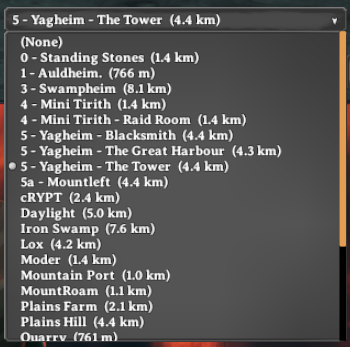 5 - Yagheim - The Tower (4.4 km)
(None)
0 - Standing Stones (1.4 km)
1 - Auldheim. (766 m)
3 - Swampheim (8.1 km)
4 - Mini Tirith (1.4 km)
4 - Mini Tirith - Raid Room (1.4 km)
5 - Yagheim - Blacksmith (4.4 km)
5 - Yagheim - The Great Harbour (4.3 km)
5 - Yagheim - The Tower (4.4 km)
5a - Mountleft (4.4 km)
cRYPT (2.4 km)
Daylight (5.0 km)
Iron Swamp (7.6 km)
Lox (4.2 km)
Moder (1.4 km)
Mountain Port (1.0 km)
MountRoam (1.1 km)
Plains Farm (2.1 km)
Plains Hill (4.4 km)
Quarry (761 m)